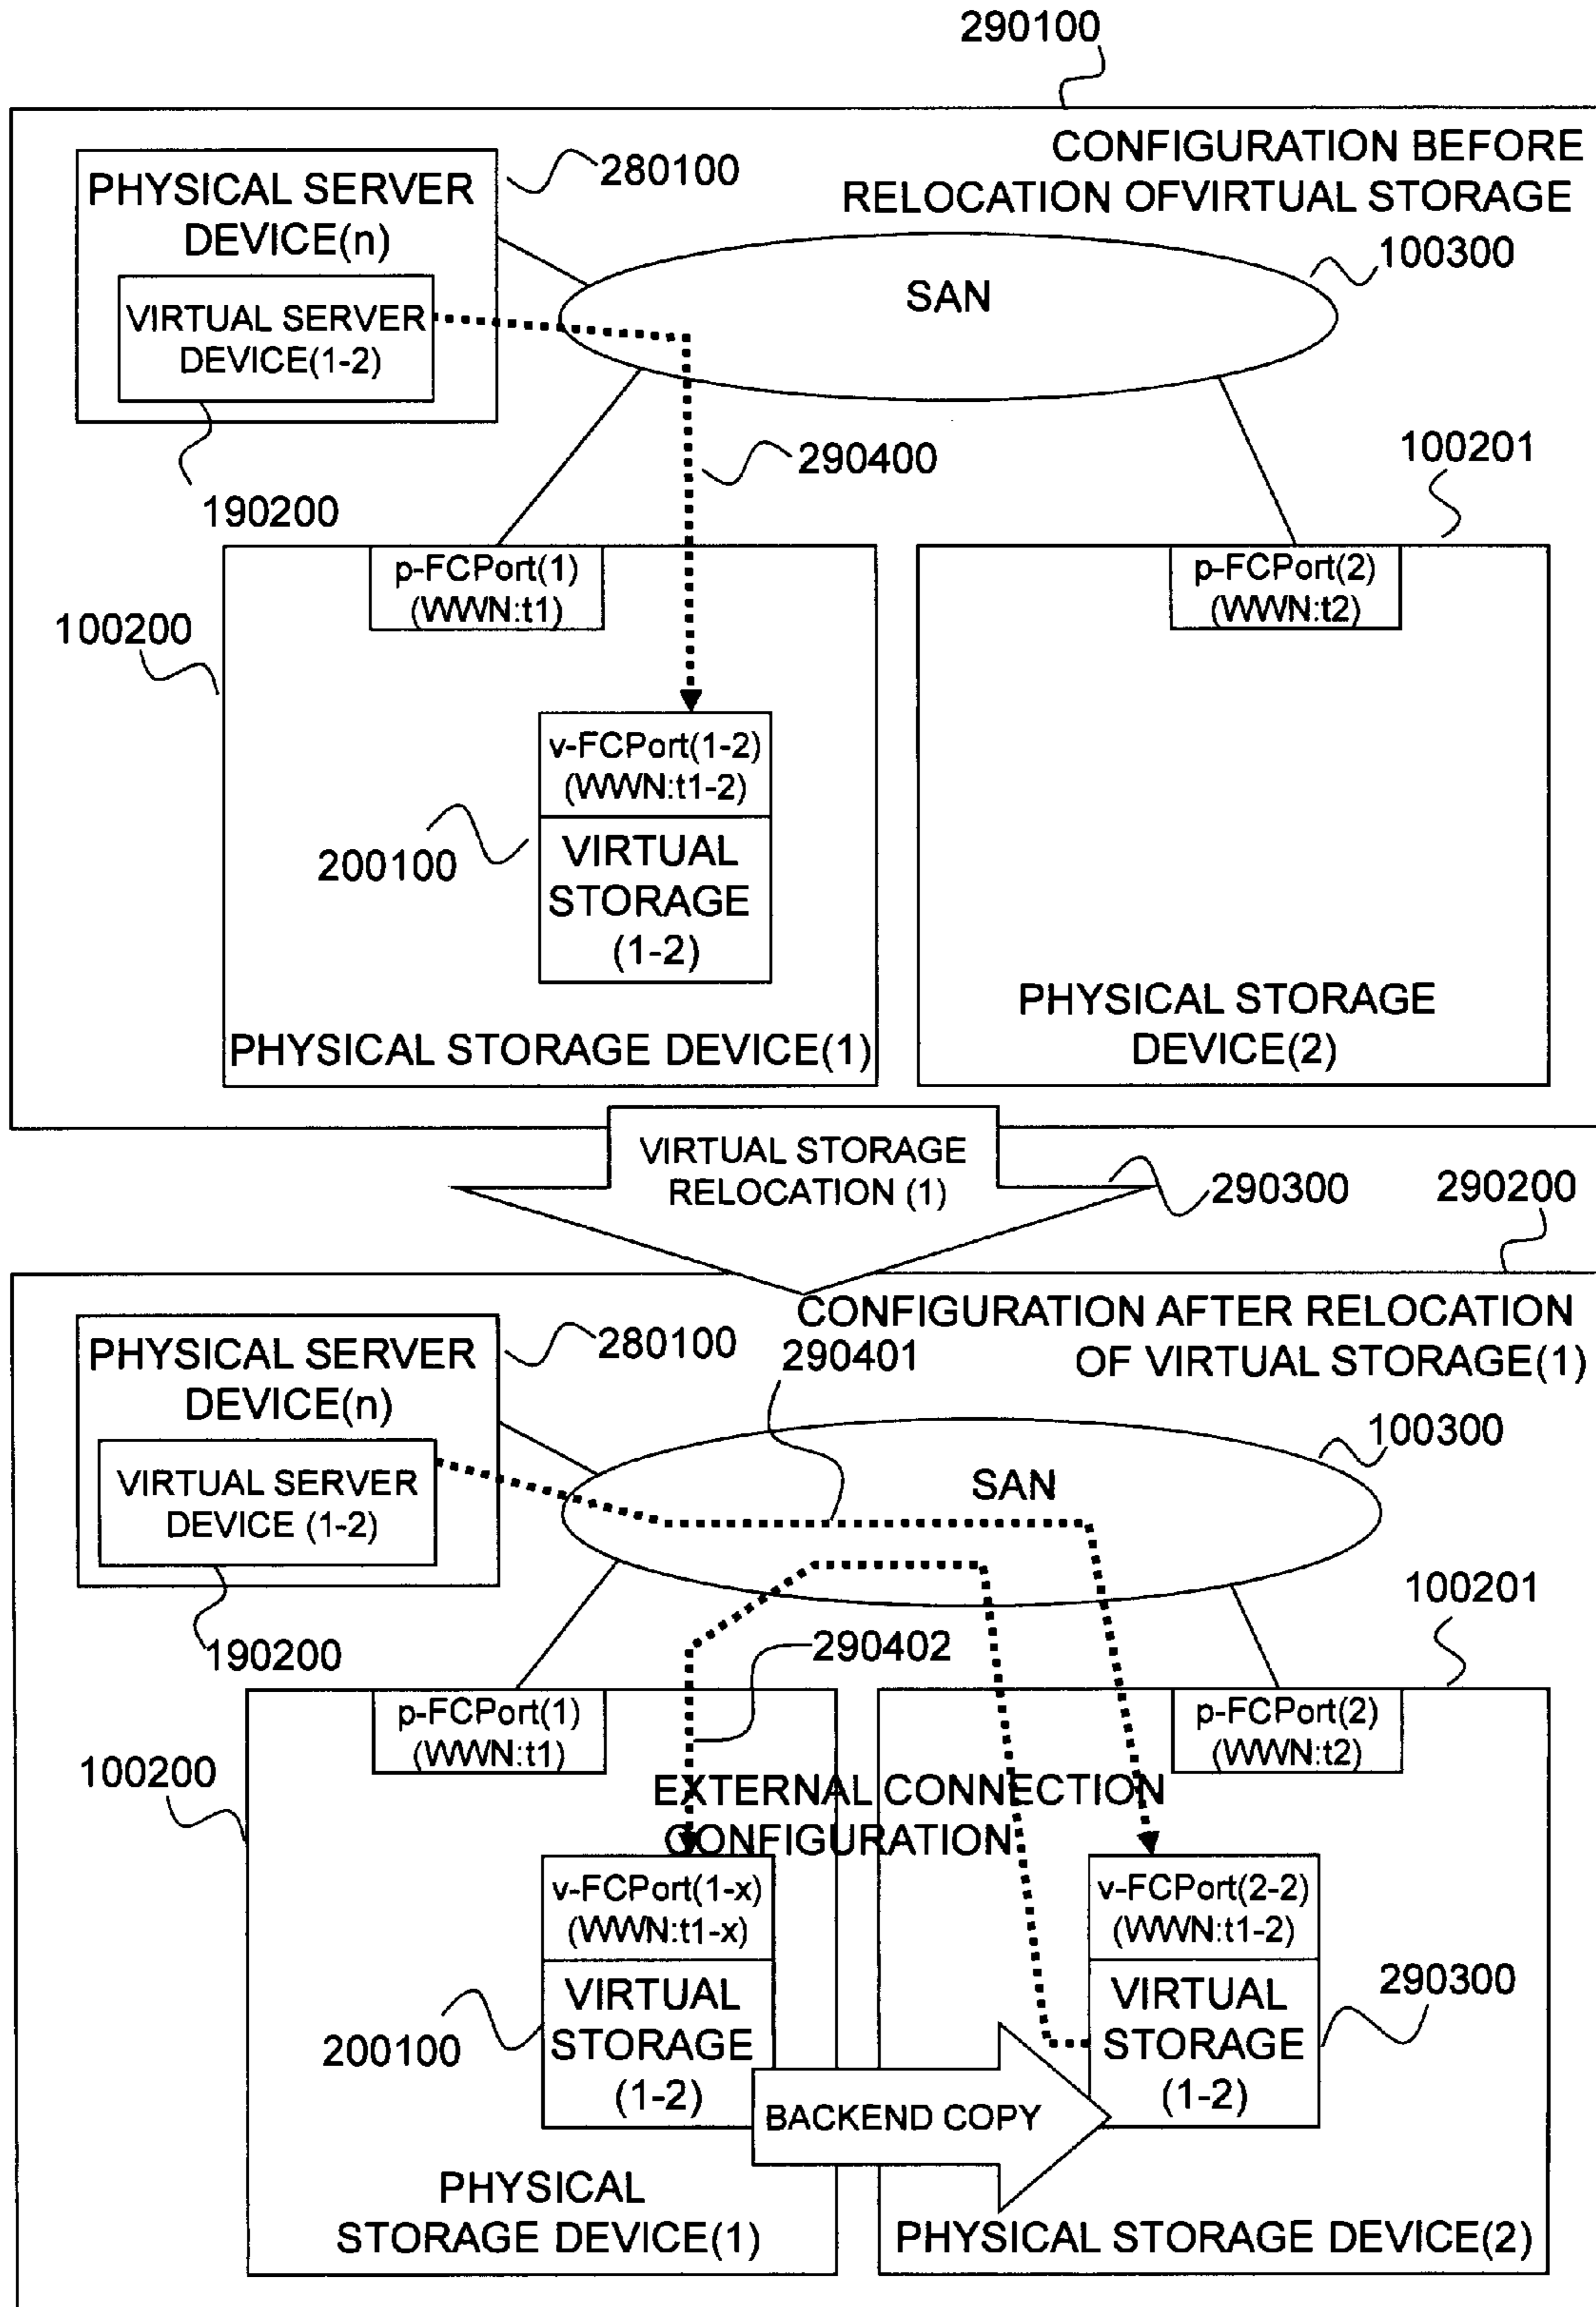 290100
CONFIGURATION BEFORE
RELOCATION OFVIRTUAL STORAGE
PHYSICAL SERVER
DEVICE(n)
280100
VIRTUAL SERVER
DEVICE(1-2)
190200
SAN
100300
290400
100201
p-FCPort(1)
(WWN:t1)
p-FCPort(2)
(WWN:t2)
100200
v-FCPort(1-2)
(WWN:t1-2)
200100
VIRTUAL
STORAGE
(1-2)
PHYSICAL STORAGE DEVICE(1)
PHYSICAL STORAGE
DEVICE(2)
VIRTUAL STORAGE
RELOCATION (1)
290300
290200
CONFIGURATION AFTER RELOCATION
OF VIRTUAL STORAGE(1)
PHYSICAL SERVER
DEVICE(n)
280100
290401
VIRTUAL SERVER
DEVICE (1-2)
190200
SAN
100300
290402
100201
p-FCPort(1)
(WWN:t1)
p-FCPort(2)
(WWN:t2)
100200
EXTERNAL CONNECTION
CONFIGURATION
v-FCPort(1-x)
(WWN:t1-x)
v-FCPort(2-2)
(WWN:t1-2)
200100
VIRTUAL
STORAGE
(1-2)
VIRTUAL
STORAGE
(1-2)
290300
BACKEND COPY
PHYSICAL
STORAGE DEVICE(1)
PHYSICAL STORAGE DEVICE(2)